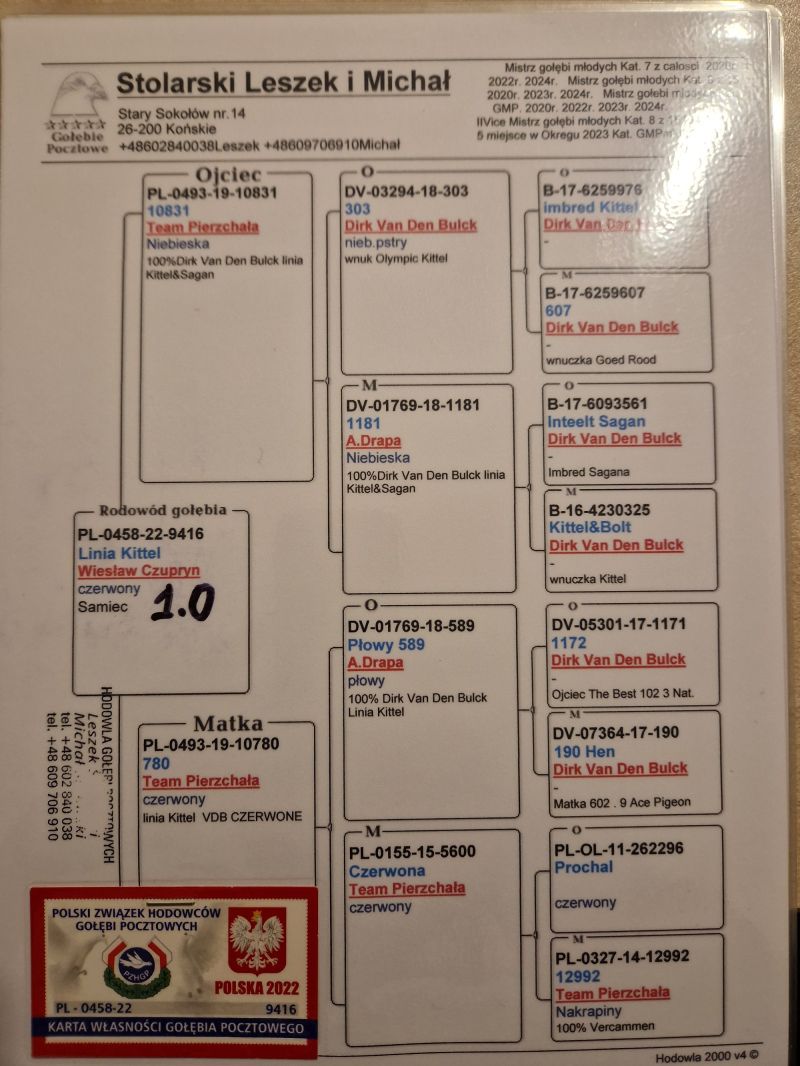 Stolarski Leszek i Michał
Stary Sokołów nr.14
26-200 Końskie
+48602840038Leszek +48609706910Michał
Gołębie
Pocztowe
Mistrz gołębi młodych Kat. 7 z calosci 2020r.
2022r. 2024r. Mistrz gołębi młodych Kat.
2020r. 2023r. 2024r. Mistrz gołebi
GMP. 2020r. 2022r. 2023r. 2024r.
IIVice Mistrz gołębi młodych Kat. 8 z
5 miejsce w Okregu 2023 Kat.
Ojciec
PL-0493-19-10831
10831
Team Pierzchała
Niebieska
100%Dirk Van Den Bulck linia
Kittel&Sagan
O
DV-03294-18-303
303
Dirk Van Den Bulck
nieb.pstry
wnuk Olympic Kittel
O
B-17-6259976
imbred Kittel
Dirk Van
-
M
B-17-6259607
607
Dirk Van Den Bulck
-
wnuczka Goed Rood
M
DV-01769-18-1181
1181
A.Drapa
Niebieska
100%Dirk Van Den Bulck linia
Kittel&Sagan
O
B-17-6093561
Inteelt Sagan
Dirk Van Den Bulck
-
Imbred Sagana
M
B-16-4230325
Kittel&Bolt
Dirk Van Den Bulck
-
wnuczka Kittel
Rodowód gołębia
PL-0458-22-9416
Linia Kittel
Wiesław Czupryn
czerwony
Samiec
1.0
O
DV-01769-18-589
Płowy 589
A.Drapa
płowy
100% Dirk Van Den Bulck
Linia Kittel
O
DV-05301-17-1171
1172
Dirk Van Den Bulck
-
Ojciec The Best 102 3 Nat.
M
DV-07364-17-190
190 Hen
Dirk Van Den Bulck
-
Matka 602 . 9 Ace Pigeon
Matka
PL-0493-19-10780
780
Team Pierzchała
czerwony
linia Kittel VDB CZERWONE
M
PL-0155-15-5600
Czerwona
Team Pierzchała
czerwony
O
PL-OL-11-262296
Prochal
czerwony
M
PL-0327-14-12992
12992
Team Pierzchała
Nakrapiny
100% Vercammen
HODOWLA POCZTOWYCH
Leszek i
Michał
tel. +48 602 840 038
tel. +48 609 706 910
POLSKI ZWIĄZEK HODOWCÓW
GOŁĘBI POCZTOWYCH
PZHGP
POLSKA 2022
PL - 0458-22 9416
KARTA WŁASNOŚCI GOŁĘBIA POCZTOWEGO
Hodowla 2000 v4 ©